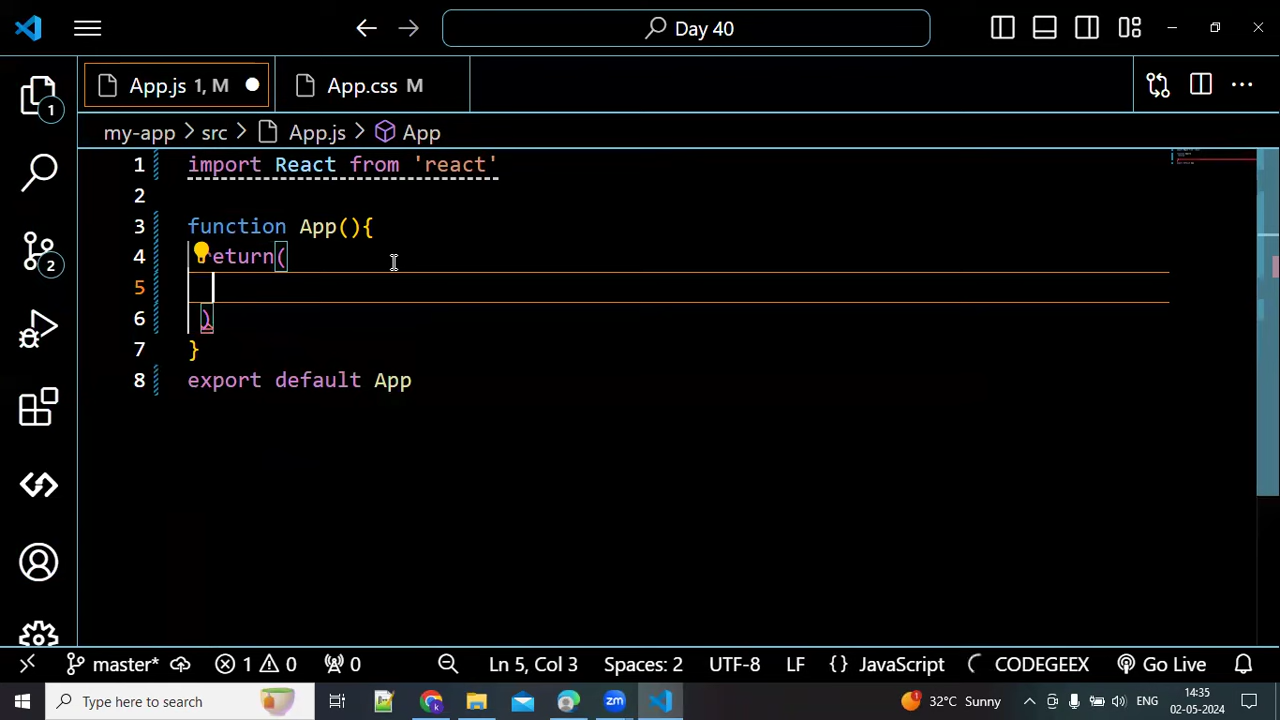 Day 40
App.js 1, M
App.css M
my-app > src > App.js > App
1 import React from 'react'
2
3 function App(){
4 eturn(
5
6 )
7 }
8 export default App
1
2
master* 1 0 0 Ln 5, Col 3 Spaces: 2 UTF-8 LF {} JavaScript CODEGEEX Go Live
Type here to search
32°C Sunny
ENG
14:35
02-05-2024